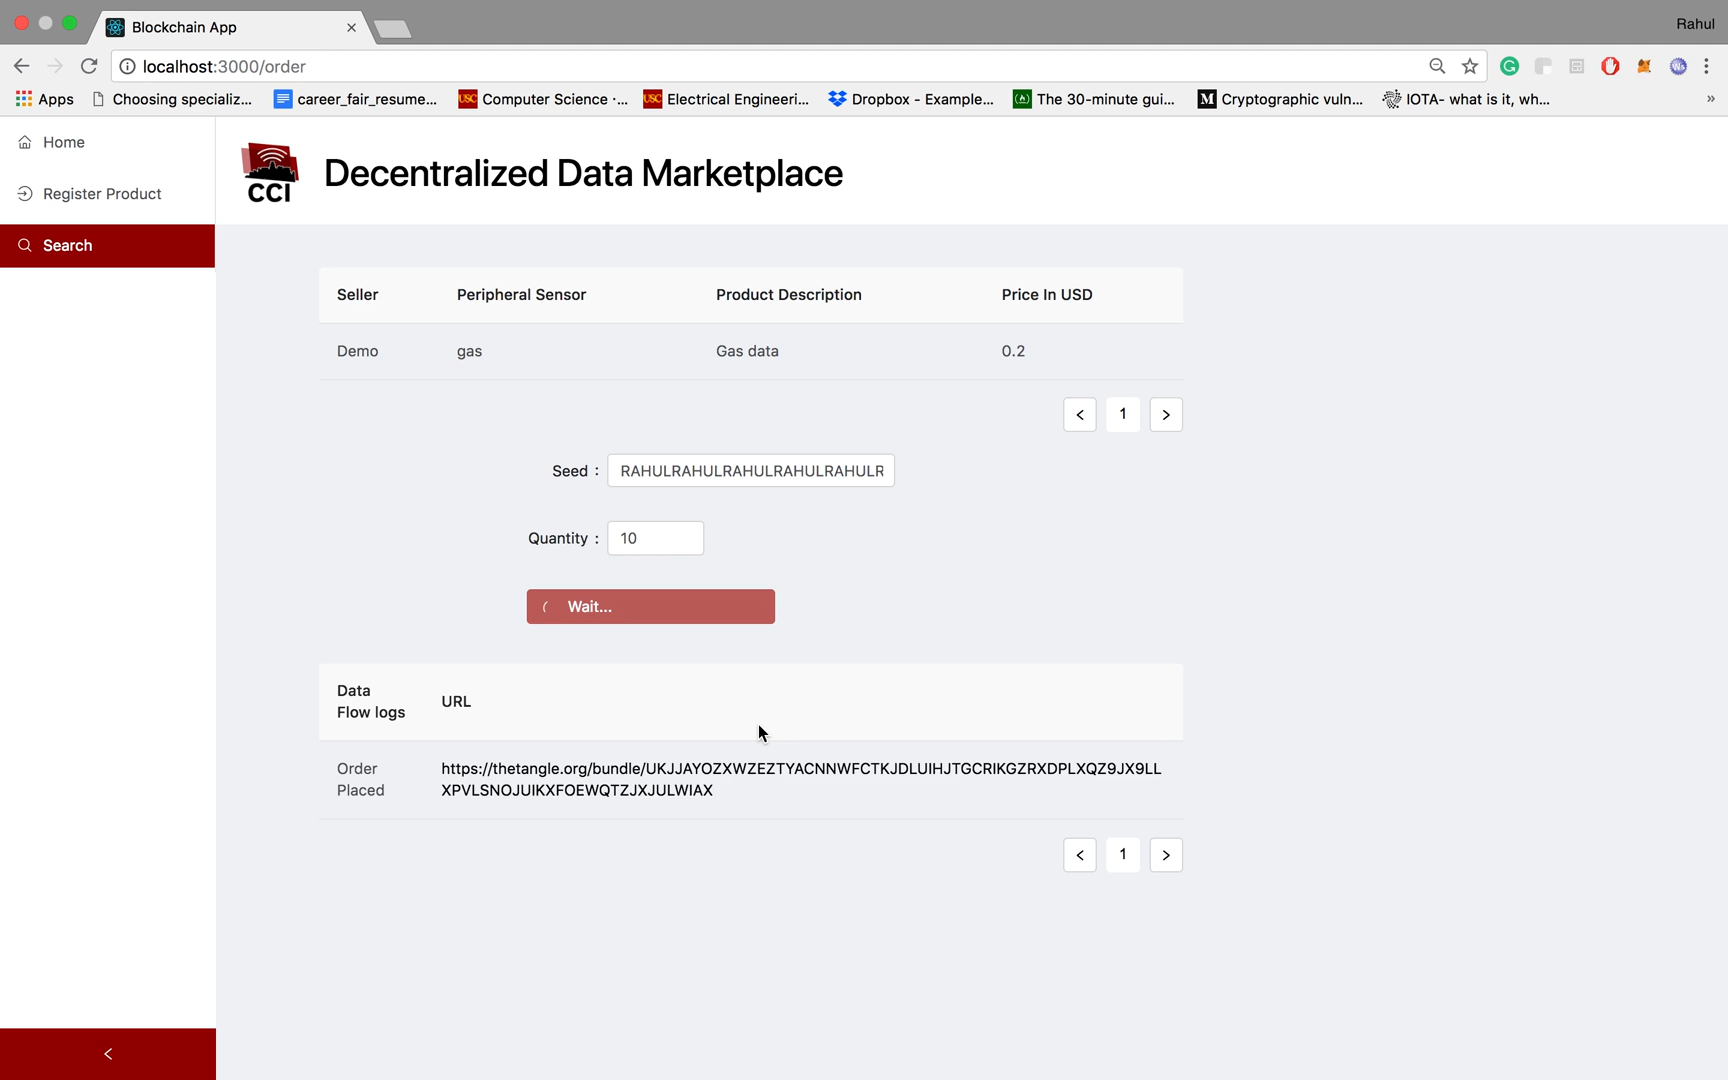 Blockchain App
Rahul
localhost:3000/order
Apps
Choosing specializ...
career_fair_resume...
USC Computer Science ·...
USC Electrical Engineeri...
Dropbox - Example...
The 30-minute gui...
M Cryptographic vuln...
IOTA- what is it, wh...
»
Home
Register Product
Search
CCI
Decentralized Data Marketplace
Seller Peripheral Sensor Product Description Price In USD
Demo gas Gas data 0.2
< 1 >
Seed : RAHULRAHULRAHULRAHULRAHULR
Quantity : 10
Wait...
Data
Flow logs
URL
Order
Placed
https://thetangle.org/bundle/UKJJAYOZXWZEZTYACNNWFCTKJDLUIHJTGCRIKGZRXDPLXQZ9JX9LL
XPVLSNOJUIKXFOEWQTZJXJULWIAX
< 1 >
<